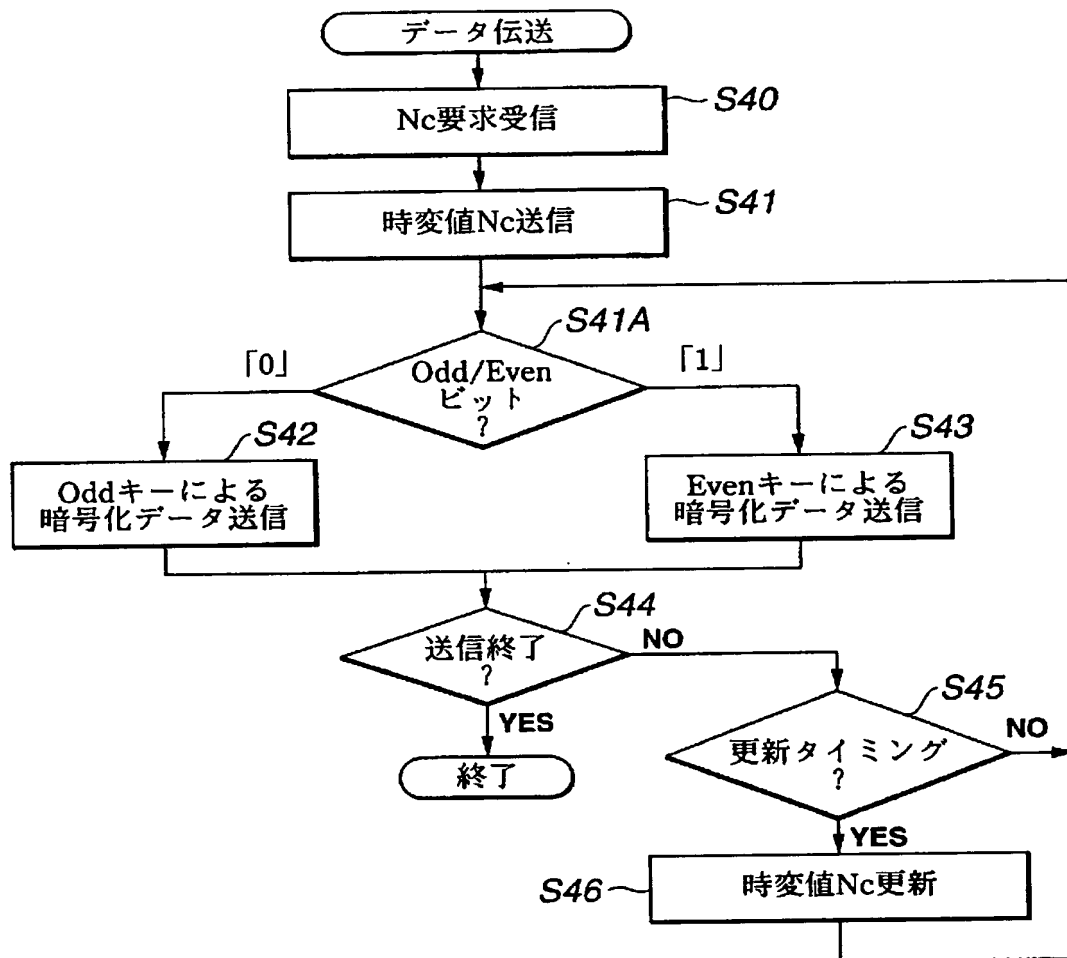 データ伝送
Nc要求受信
S40
時変値Nc送信
S41
S41A
「0」
Odd/Even
ビット
?
「1」
S42
Oddキーによる
暗号化データ送信
S43
Evenキーによる
暗号化データ送信
S44
送信終了
?
NO
YES
終了
S45
更新タイミング
?
NO
YES
S46
時変値Nc更新